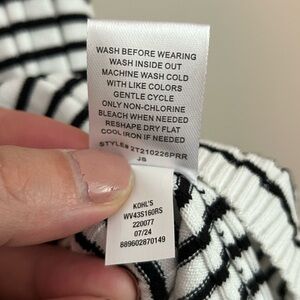 WASH BEFORE WEARING
WASH INSIDE OUT
MACHINE WASH COLD
WITH LIKE COLORS
GENTLE CYCLE
ONLY NON-CHLORINE
BLEACH WHEN NEEDED
RESHAPE DRY FLAT
COOL IRON IF NEEDED
STYLE# 2T210226PRR
JS
KOHL'S
WV43S160RS
220077
07/24
889602870149